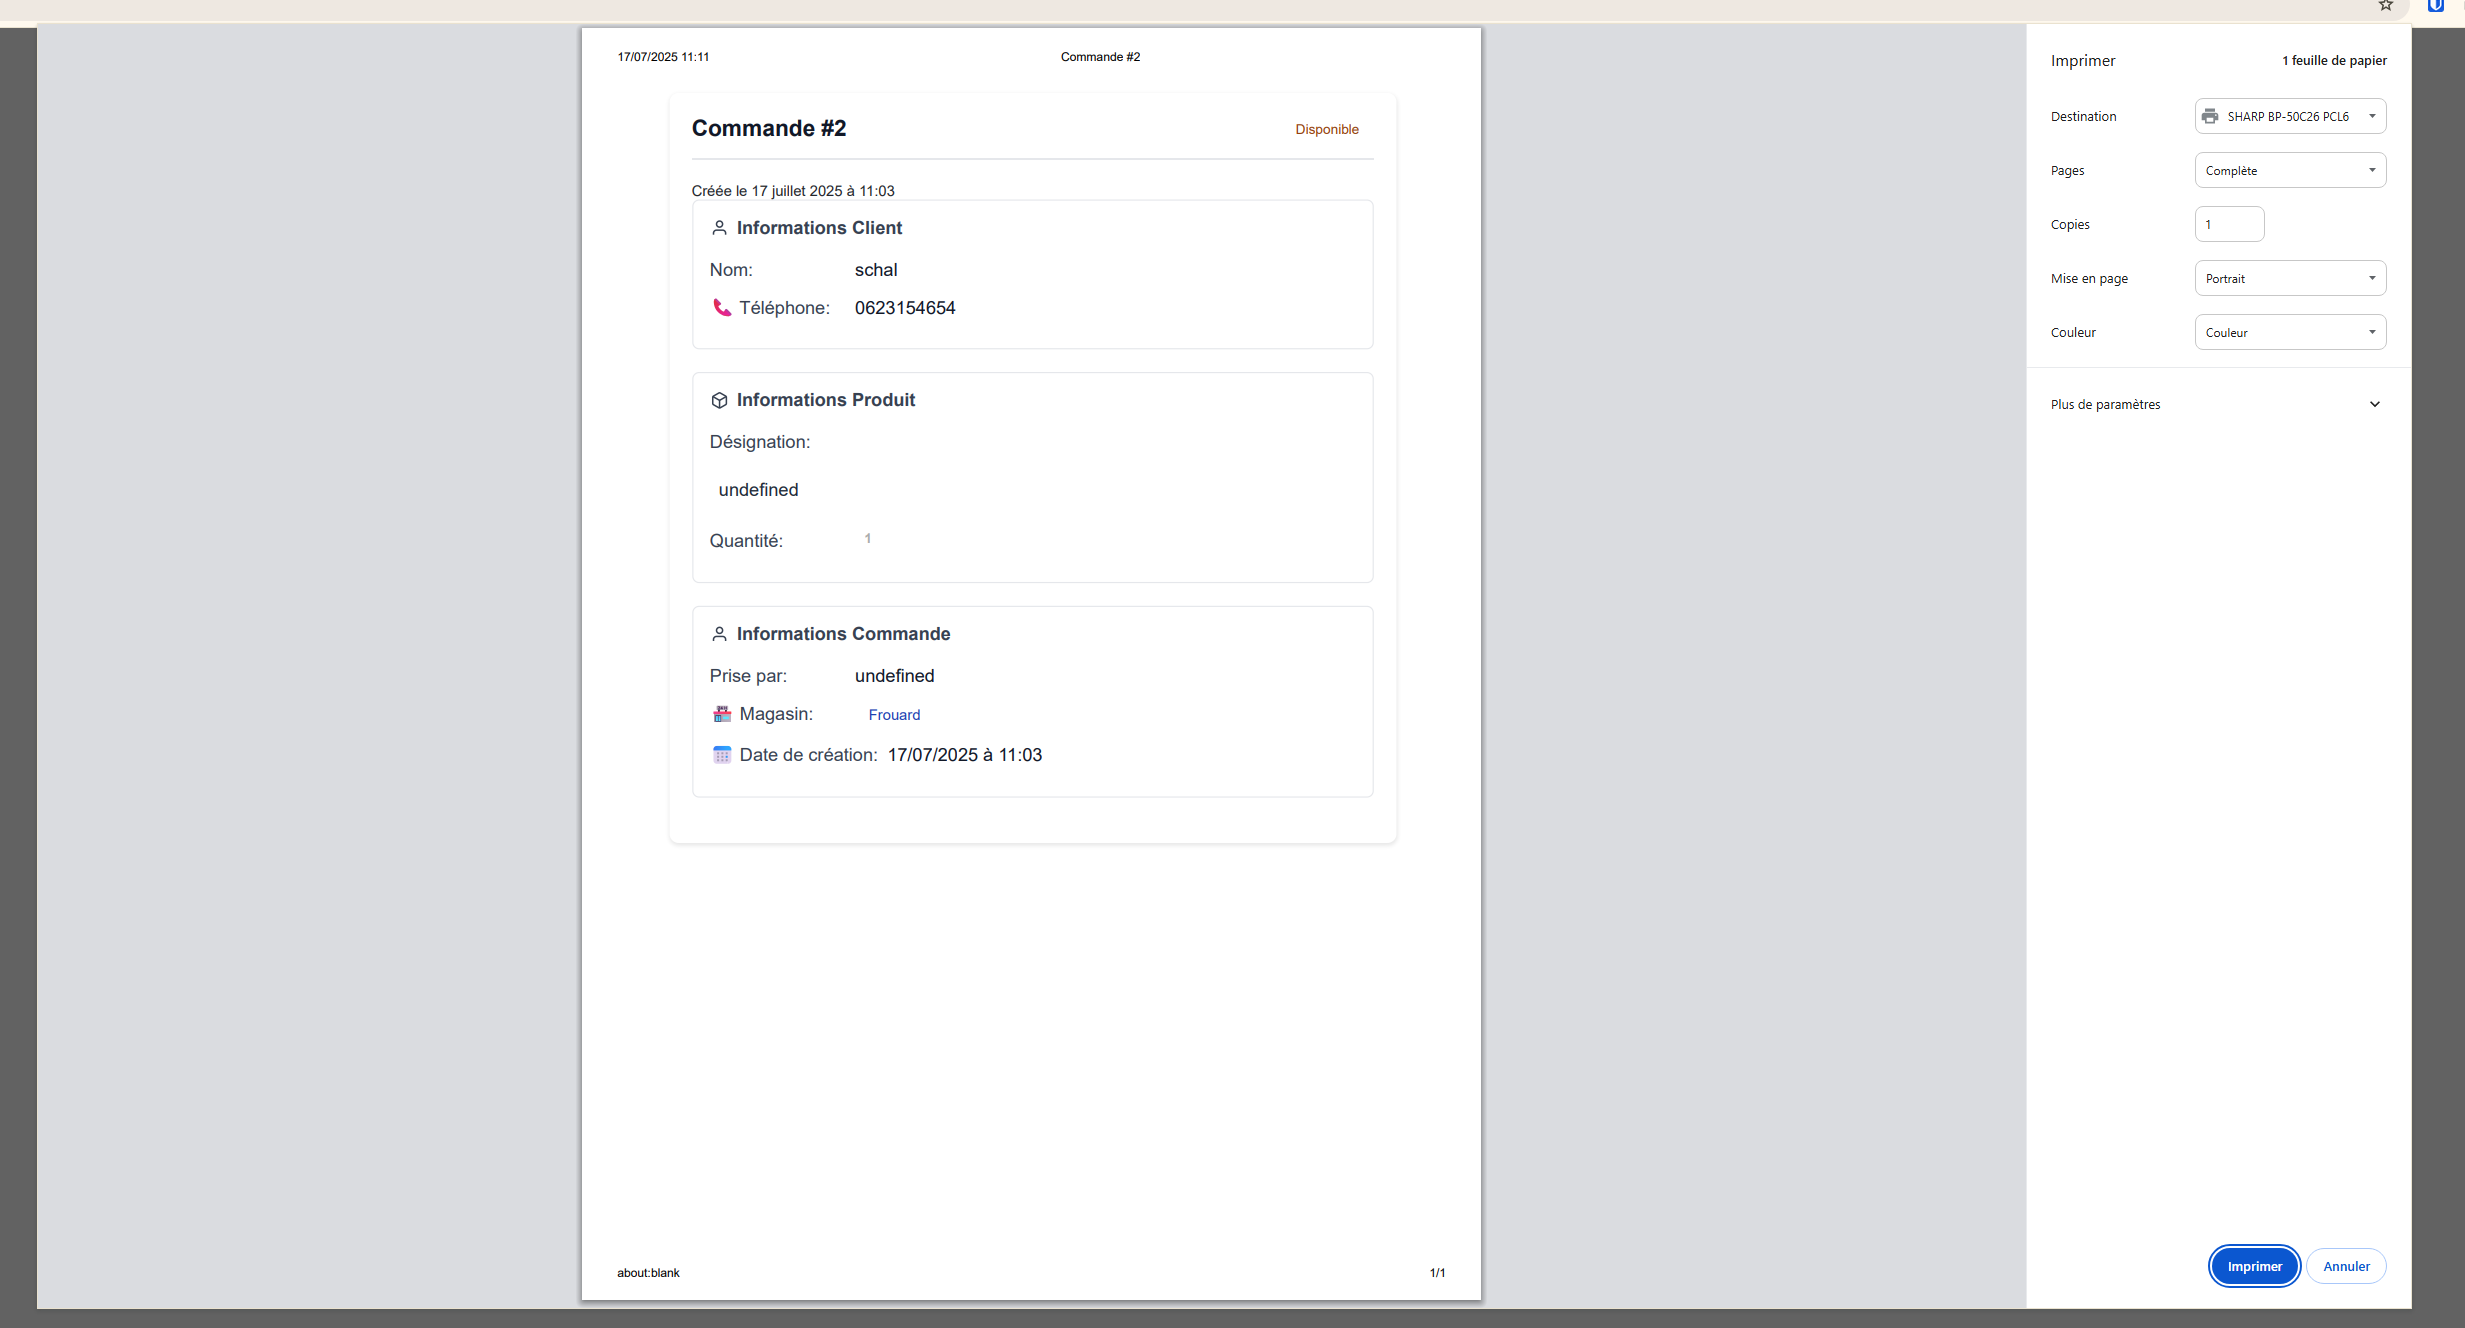 17/07/2025 11:11 Commande #2
Commande #2 Disponible
Créée le 17 juillet 2025 à 11:03
Informations Client
Nom: schal
Téléphone: 0623154654
Informations Produit
Désignation:
undefined
Quantité: 1
Informations Commande
Prise par: undefined
Magasin: Frouard
Date de création: 17/07/2025 à 11:03
about:blank 1/1
Imprimer 1 feuille de papier
Destination SHARP BP-50C26 PCL6
Pages Complète
Copies 1
Mise en page Portrait
Couleur Couleur
Plus de paramètres
Imprimer Annuler